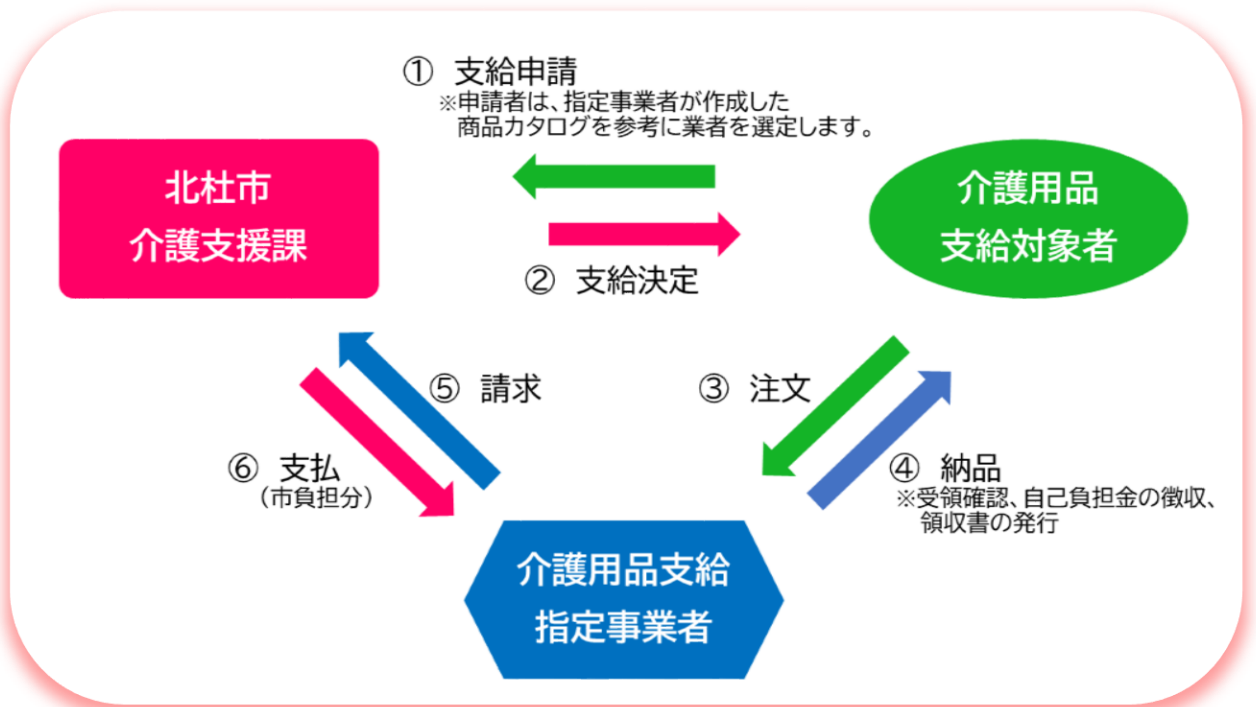 ① 支給申請
※申請者は、指定事業者が作成した
商品カタログを参考に業者を選定します。
北杜市
介護支援課
介護用品
支給対象者
② 支給決定
⑤ 請求
③ 注文
⑥ 支払
（市負担分）
④ 納品
※受領確認、自己負担金の徴収、
領収書の発行
介護用品支給
指定事業者